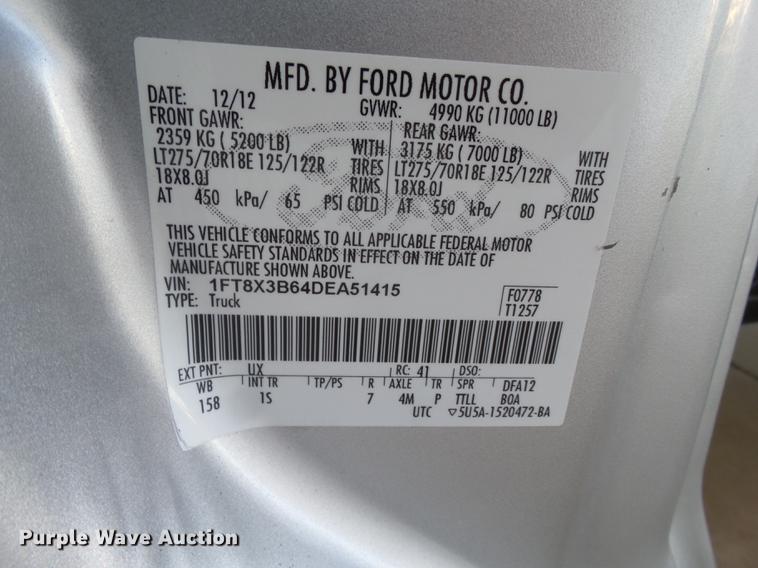 MFD. BY FORD MOTOR CO.
DATE: 12/12 GVWR: 4990 KG (11000 LB)
FRONT GAWR: REAR GAWR:
2359 KG ( 5200 LB) WITH 3175 KG ( 7000 LB) WITH
LT275/70R18E 125/122R TIRES LT275/70R18E 125/122R TIRES
18X8.0J RIMS 18X8.0J RIMS
AT 450 kPa/ 65 PSI COLD AT 550 kPa/ 80 PSI COLD
THIS VEHICLE CONFORMS TO ALL APPLICABLE FEDERAL MOTOR
VEHICLE SAFETY STANDARDS IN EFFECT ON THE DATE OF
MANUFACTURE SHOWN ABOVE.
VIN: 1FT8X3B64DEA51415 F0778
TYPE: Truck T1257
EXT PNT: UX RC: 41 DSO:
WB INT TR TP/PS R AXLE TR SPR DFA12
158 1S 7 4M P TTLL BOA
UTC ▽5U5A-1520472-BA
Purple Wave Auction